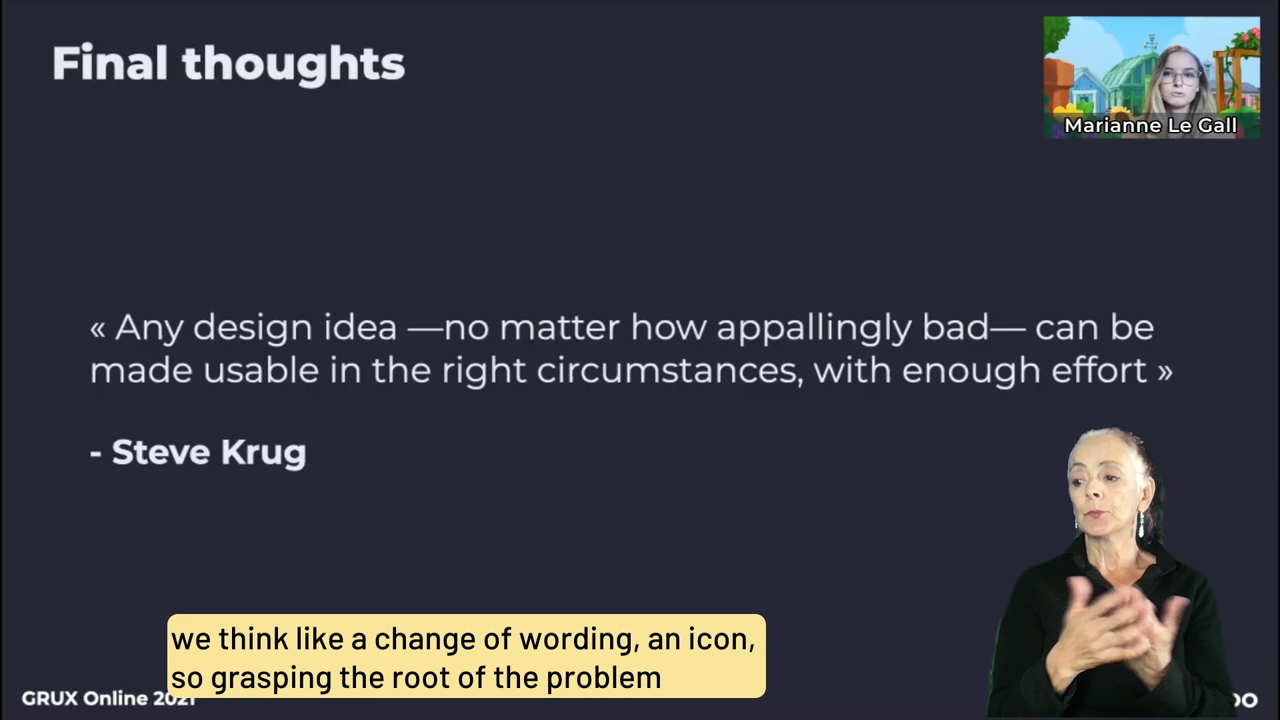 Final thoughts
Marianne Le Gall
« Any design idea —no matter how appallingly bad— can be
made usable in the right circumstances, with enough effort »
- Steve Krug
we think like a change of wording, an icon,
so grasping the root of the problem
GRUX Online 2021